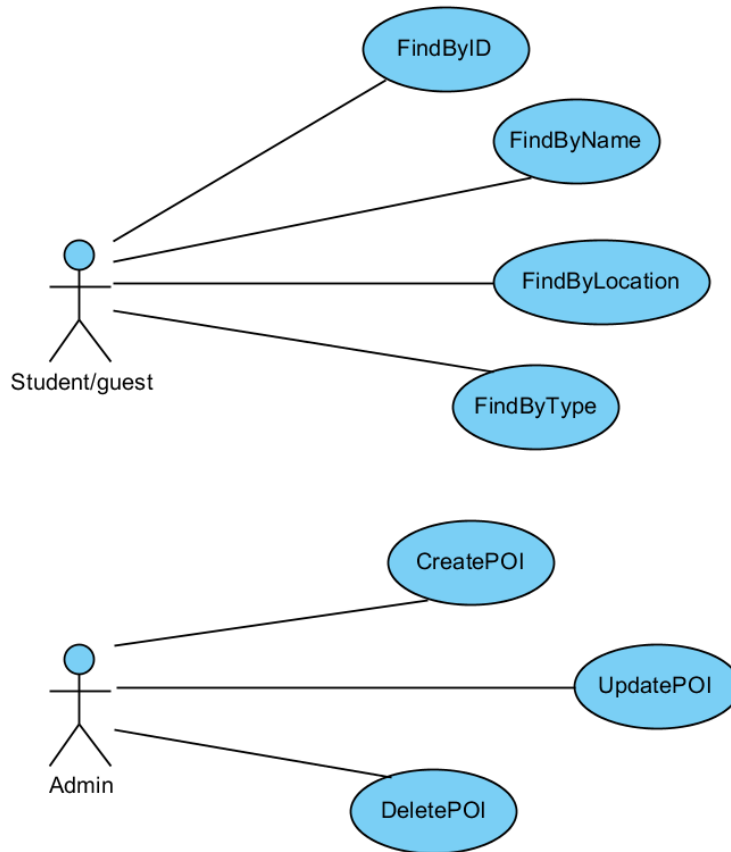 FindByID
FindByName
FindByLocation
Student/guest
FindByType
CreatePOI
UpdatePOI
Admin
DeletePOI